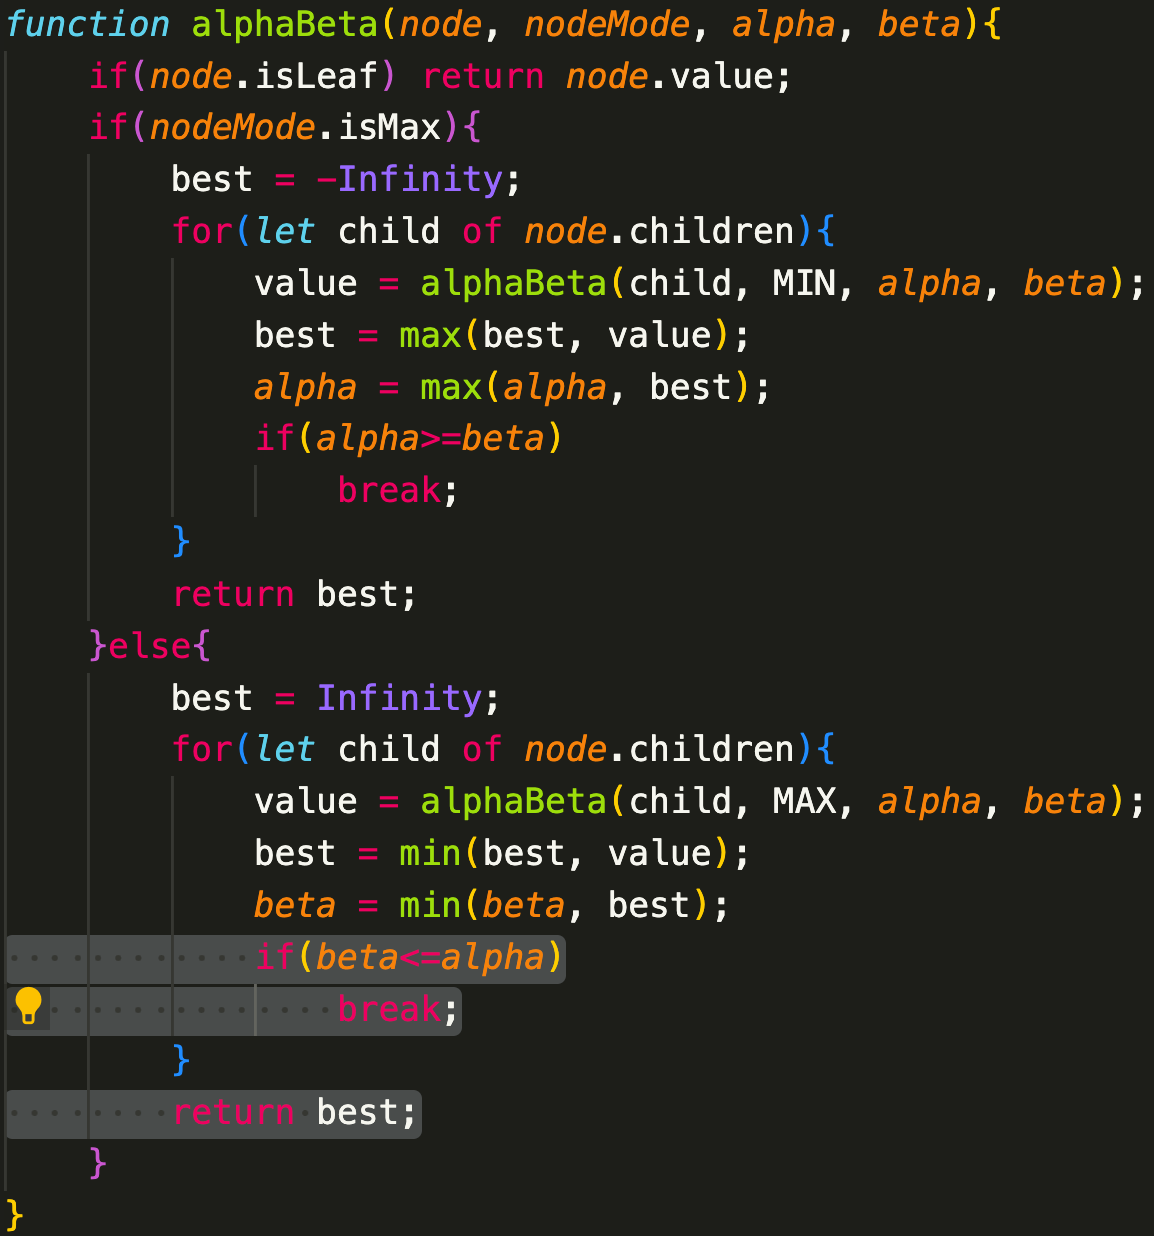 function alphaBeta(node, nodeMode, alpha, beta){
    if(node.isLeaf) return node.value;
    if(nodeMode.isMax){
        best = -Infinity;
        for(let child of node.children){
            value = alphaBeta(child, MIN, alpha, beta);
            best = max(best, value);
            alpha = max(alpha, best);
            if(alpha>=beta)
                break;
        }
        return best;
    }else{
        best = Infinity;
        for(let child of node.children){
            value = alphaBeta(child, MAX, alpha, beta);
            best = min(best, value);
            beta = min(beta, best);
            if(beta<=alpha)
                break;
        }
        return best;
    }
}